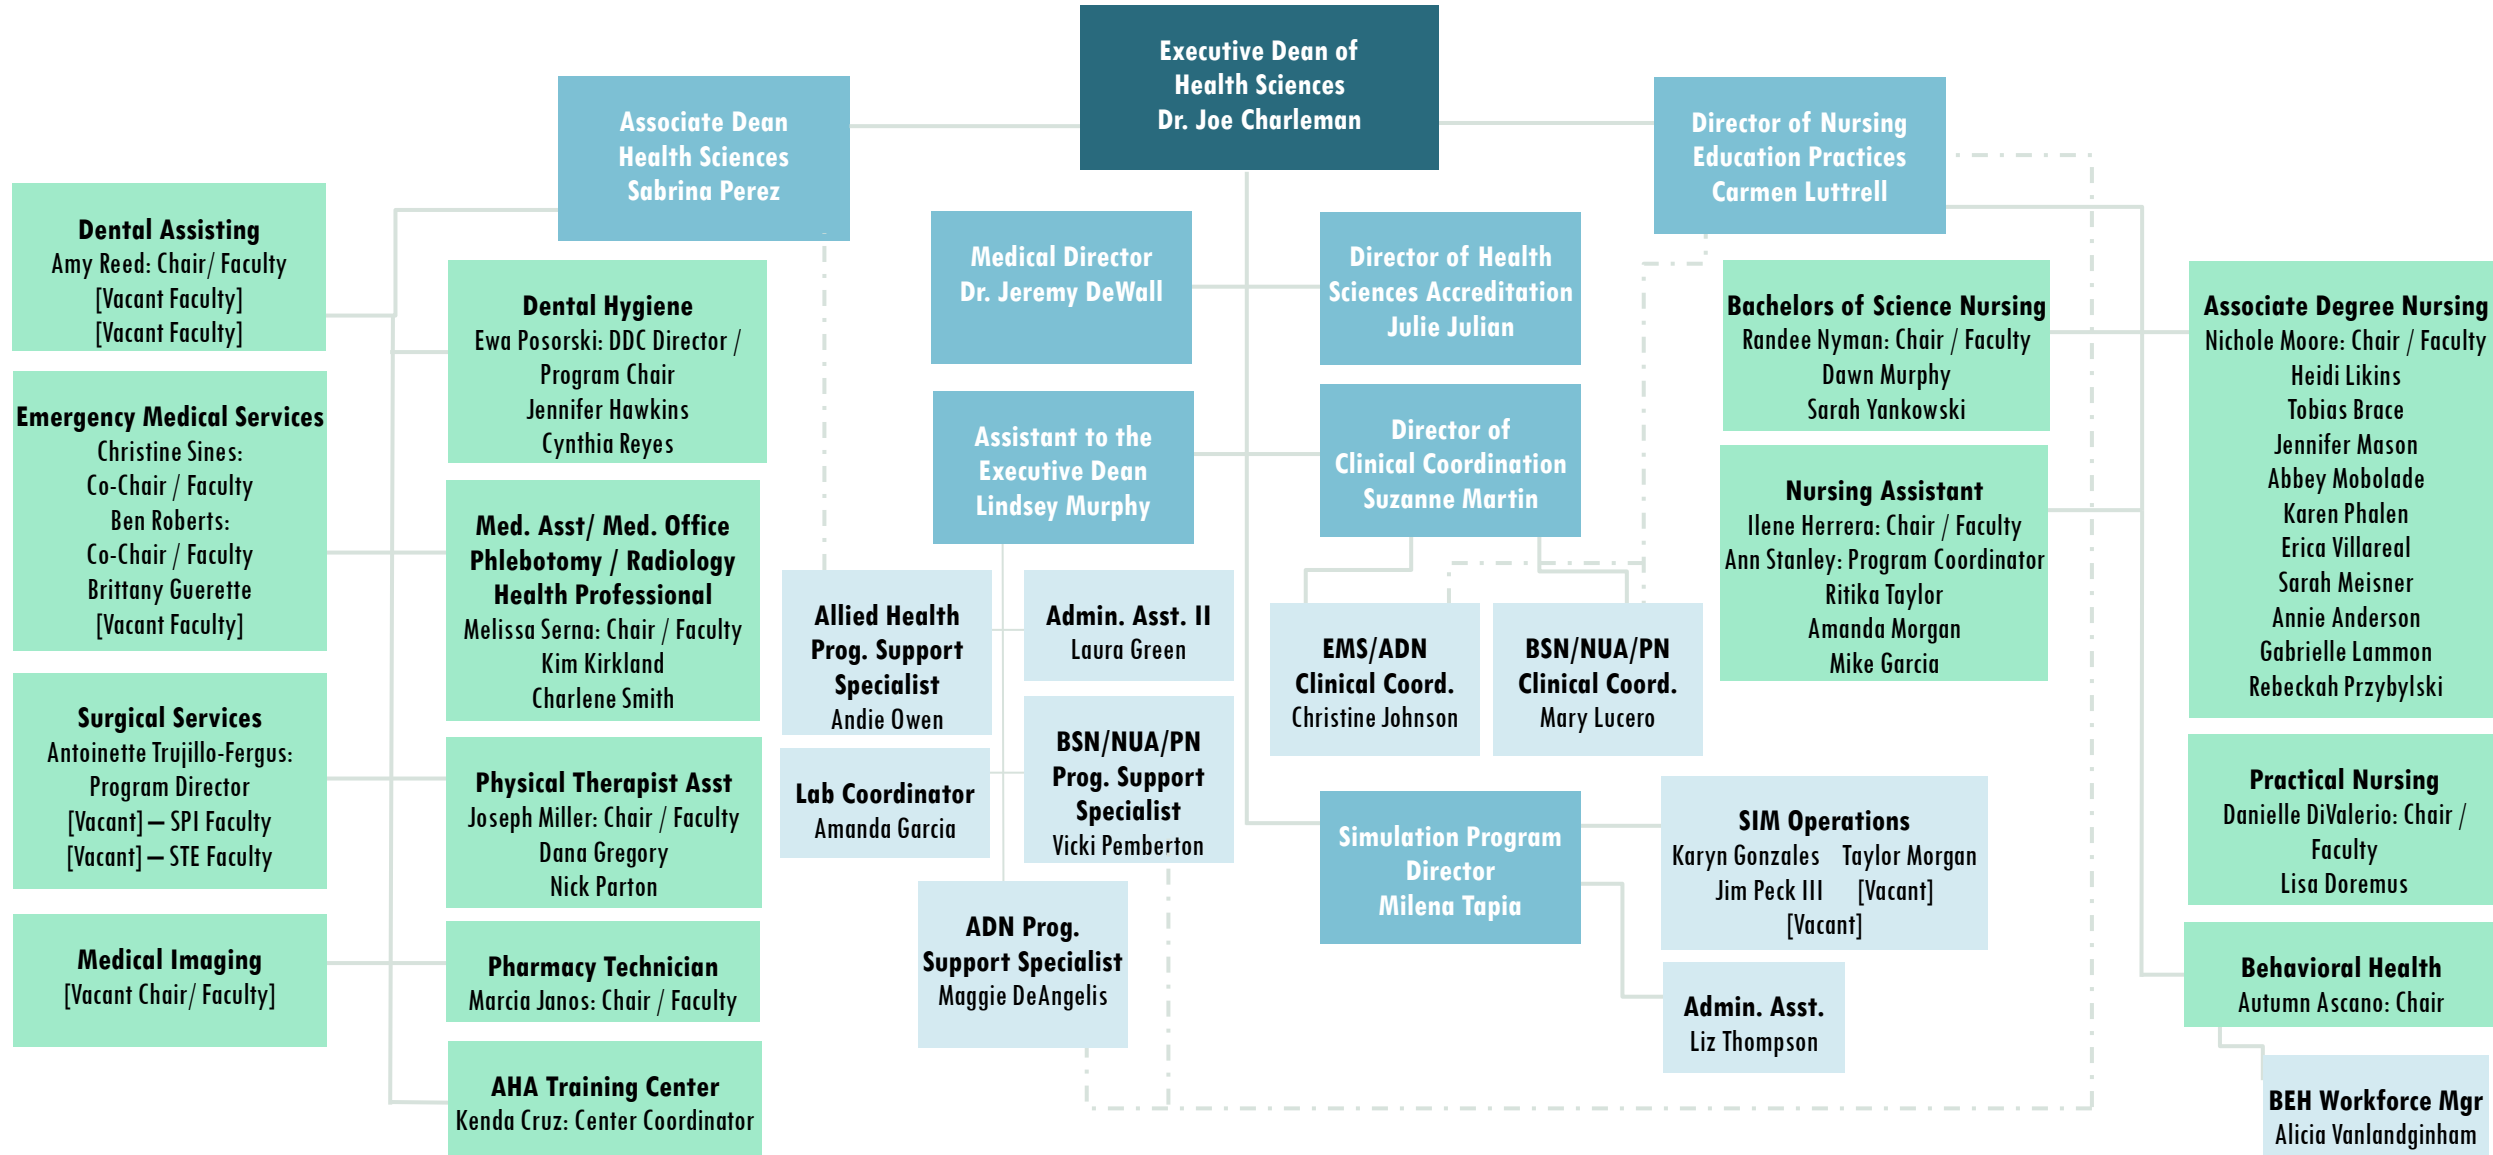 Executive Dean of
Health Sciences
Dr. Joe Charleman
Associate Dean
Health Sciences
Sabrina Perez
Director of Nursing
Education Practices
Carmen Luttrell
Medical Director
Dr. Jeremy DeWall
Director of Health
Sciences Accreditation
Julie Julian
Assistant to the
Executive Dean
Lindsey Murphy
Director of
Clinical Coordination
Suzanne Martin
Dental Assisting
Amy Reed: Chair/ Faculty
[Vacant Faculty]
[Vacant Faculty]
Emergency Medical Services
Christine Sines:
Co-Chair / Faculty
Ben Roberts:
Co-Chair / Faculty
Brittany Guerette
[Vacant Faculty]
Surgical Services
Antoinette Trujillo-Fergus:
Program Director
[Vacant] – SPI Faculty
[Vacant] – STE Faculty
Medical Imaging
[Vacant Chair/ Faculty]
Dental Hygiene
Ewa Posorski: DDC Director /
Program Chair
Jennifer Hawkins
Cynthia Reyes
Med. Asst/ Med. Office
Phlebotomy / Radiology
Health Professional
Melissa Serna: Chair / Faculty
Kim Kirkland
Charlene Smith
Physical Therapist Asst
Joseph Miller: Chair / Faculty
Dana Gregory
Nick Parton
Pharmacy Technician
Marcia Janos: Chair / Faculty
AHA Training Center
Kenda Cruz: Center Coordinator
Allied Health
Prog. Support
Specialist
Andie Owen
Admin. Asst. II
Laura Green
Lab Coordinator
Amanda Garcia
BSN/NUA/PN
Prog. Support
Specialist
Vicki Pemberton
ADN Prog.
Support Specialist
Maggie DeAngelis
EMS/ADN
Clinical Coord.
Christine Johnson
BSN/NUA/PN
Clinical Coord.
Mary Lucero
Simulation Program
Director
Milena Tapia
SIM Operations
Karyn Gonzales Taylor Morgan
Jim Peck III [Vacant]
[Vacant]
Admin. Asst.
Liz Thompson
Bachelors of Science Nursing
Randee Nyman: Chair / Faculty
Dawn Murphy
Sarah Yankowski
Nursing Assistant
Ilene Herrera: Chair / Faculty
Ann Stanley: Program Coordinator
Ritika Taylor
Amanda Morgan
Mike Garcia
Associate Degree Nursing
Nichole Moore: Chair / Faculty
Heidi Likins
Tobias Brace
Jennifer Mason
Abbey Mobolade
Karen Phalen
Erica Villareal
Sarah Meisner
Annie Anderson
Gabrielle Lammon
Rebeckah Przybylski
Practical Nursing
Danielle DiValerio: Chair /
Faculty
Lisa Doremus
Behavioral Health
Autumn Ascano: Chair
BEH Workforce Mgr
Alicia Vanlandginham